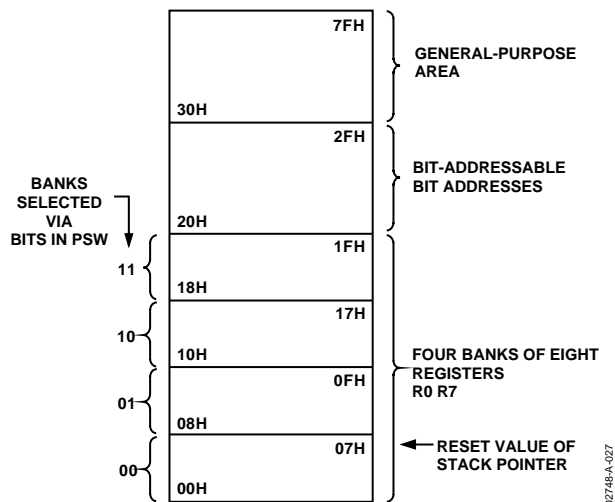 7FH
GENERAL-PURPOSE
AREA
30H
2FH
BIT-ADDRESSABLE
BIT ADDRESSES
BANKS
SELECTED
VIA
BITS IN PSW
20H
1FH
11
18H
17H
10
10H
FOUR BANKS OF EIGHT
REGISTERS
R0 R7
0FH
01
08H
07H
RESET VALUE OF
STACK POINTER
00
00H
02748-A-027